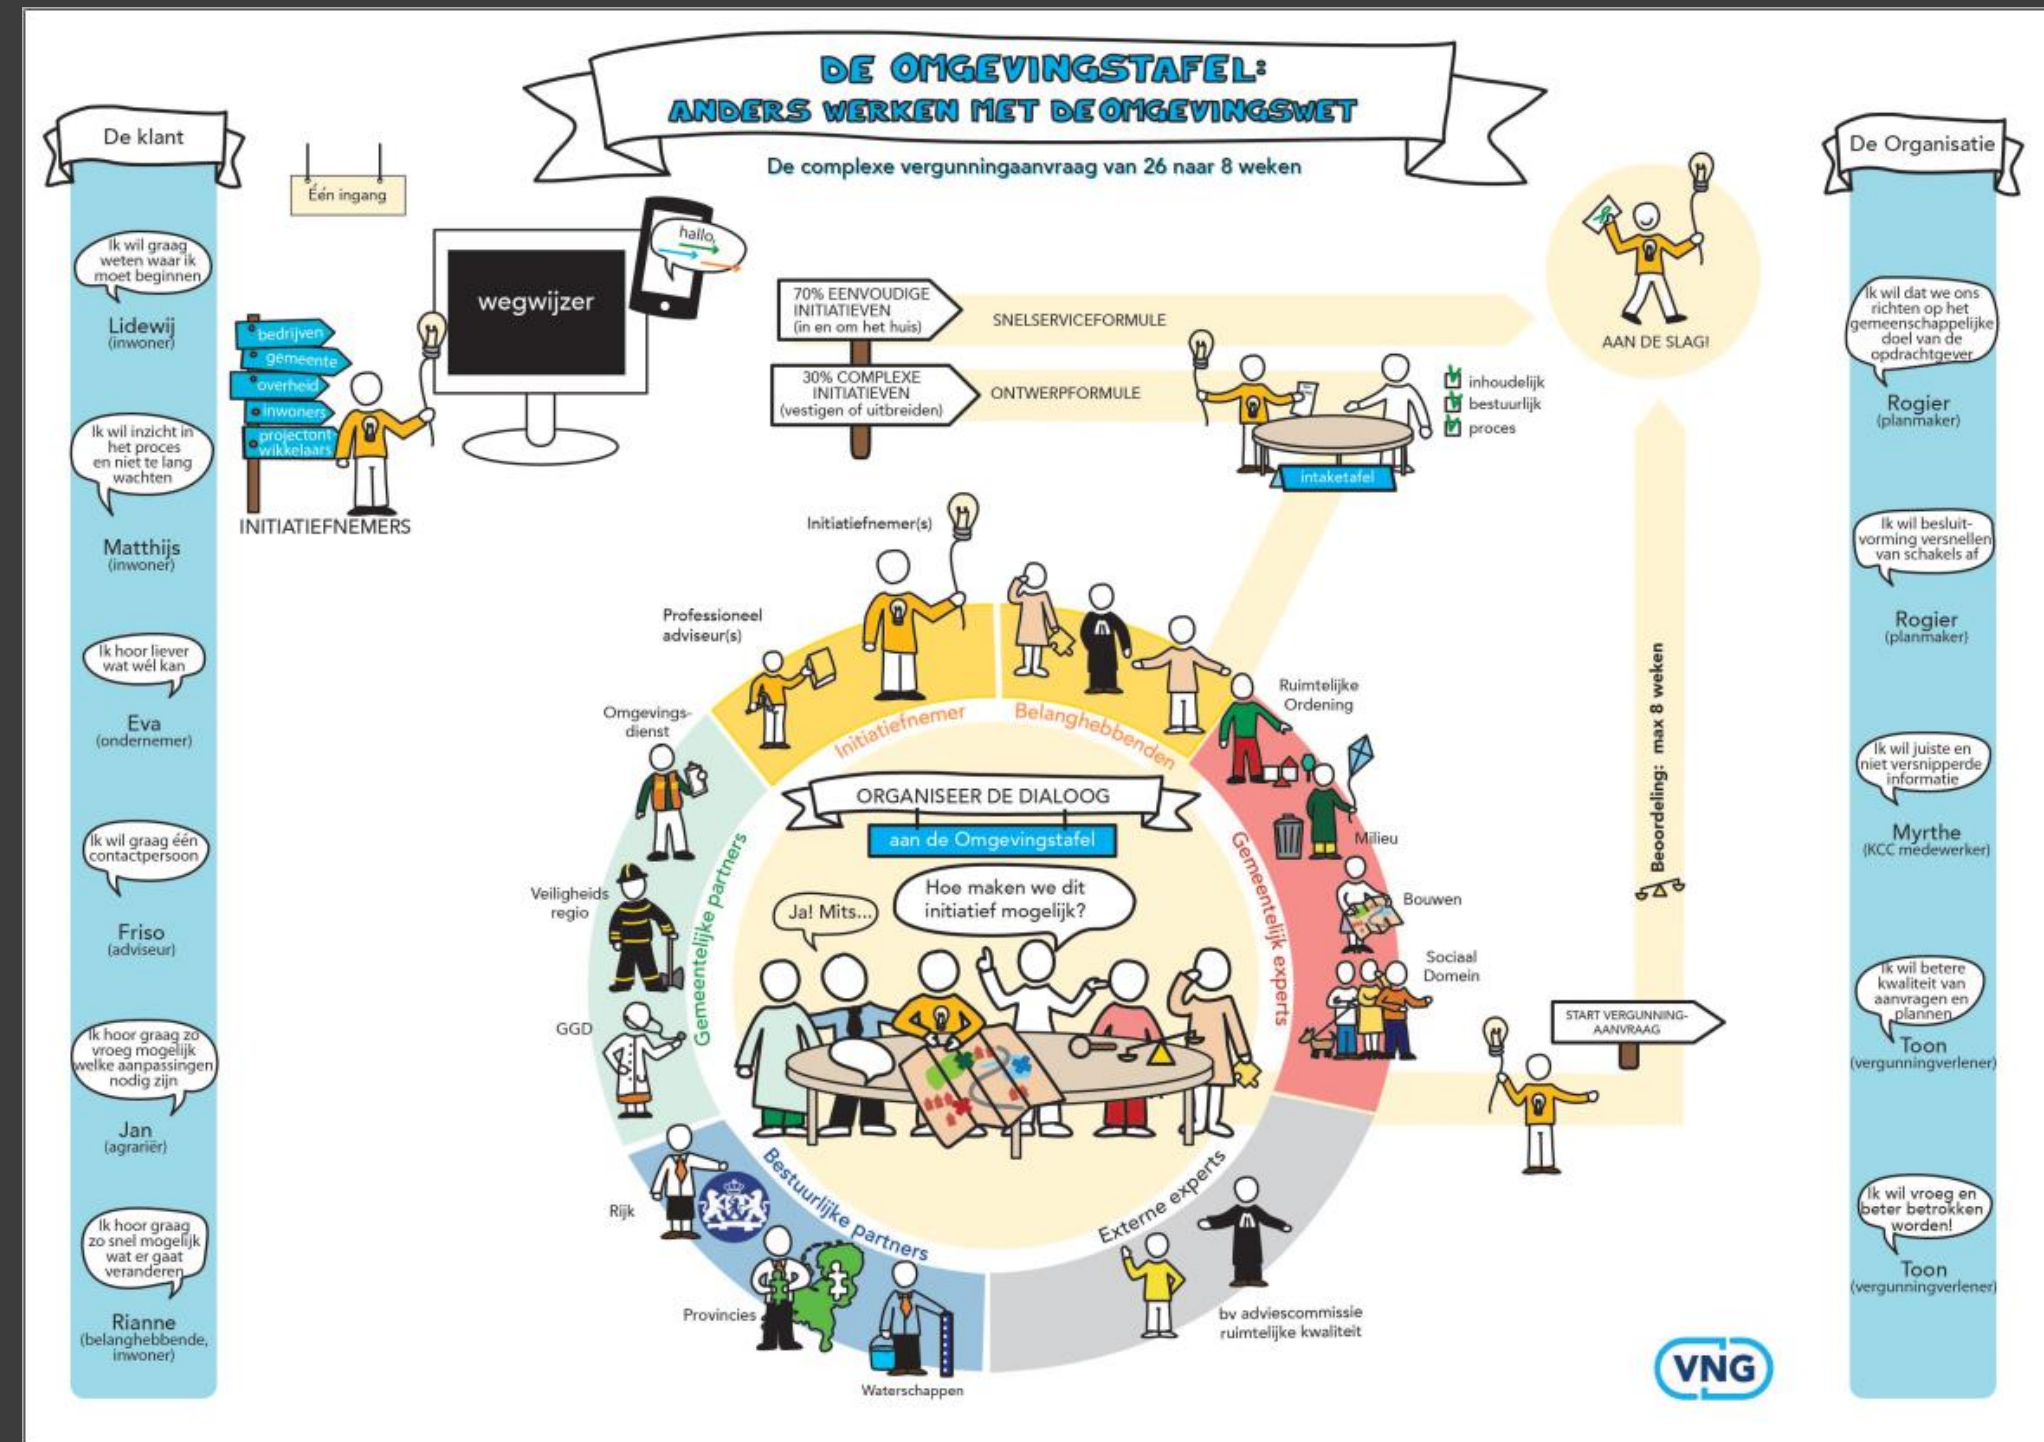 DE OMGEVINGSTAFEL:
ANDERS WERKEN MET DE OMGEVINGSWET
De complexe vergunningaanvraag van 26 naar 8 weken
De klant
Ik wil graag
weten waar ik
moet beginnen
Lidewij
(inwoner)
Ik wil inzicht in
het proces
en niet te lang
wachten
Matthijs
(inwoner)
Ik hoor liever
wat wél kan
Eva
(ondernemer)
Ik wil graag één
contactpersoon
Friso
(adviseur)
Ik hoor graag zo
vroeg mogelijk
welke aanpassingen
nodig zijn
Jan
(agrariër)
Ik hoor graag
zo snel mogelijk
wat er gaat
veranderen
Rianne
(belanghebbende,
inwoner)
Één ingang
bedrijven
gemeente
overheid
inwoners
projectont-
wikkelaars
INITIATIEFNEMERS
wegwijzer
hallo,
70% EENVOUDIGE
INITIATIEVEN
(in en om het huis)
SNELSERVICEFORMULE
30% COMPLEXE
INITIATIEVEN
(vestigen of uitbreiden)
ONTWERPFORMULE
intaketafel
inhoudelijk
bestuurlijk
proces
AAN DE SLAG!
Initiatiefnemer(s)
Professioneel
adviseur(s)
Initiatiefnemer
Belanghebbenden
Omgevings-
dienst
Veiligheids
regio
GGD
Gemeentelijke partners
Ruimtelijke
Ordening
Milieu
Bouwen
Sociaal
Domein
Gemeentelijk experts
ORGANISEER DE DIALOOG
aan de Omgevingstafel
Ja! Mits...
Hoe maken we dit
initiatief mogelijk?
Rijk
Provincies
Waterschappen
Bestuurlijke partners
Externe experts
bv adviescommissie
ruimtelijke kwaliteit
START VERGUNNING-
AANVRAAG
Beoordeling: max 8 weken
De Organisatie
Ik wil dat we ons
richten op het
gemeenschappelijke
doel van de
opdrachtgever
Rogier
(planmaker)
Ik wil besluit-
vorming versnellen
van schakels af
Rogier
(planmaker)
Ik wil juiste en
niet versnipperde
informatie
Myrthe
(KCC medewerker)
Ik wil betere
kwaliteit van
aanvragen en
plannen
Toon
(vergunningverlener)
Ik wil vroeg en
beter betrokken
worden!
Toon
(vergunningverlener)
VNG